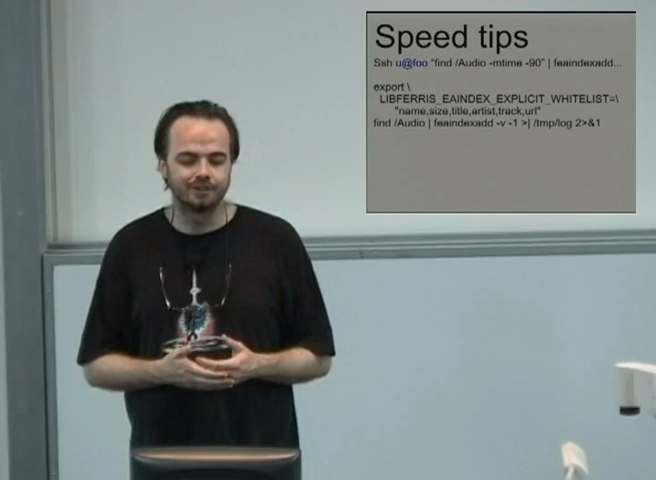 Speed tips
Ssh u@foo "find /Audio -mtime -90" | feaindexadd...
export \
LIBFERRIS_EAINDEX_EXPLICIT_WHITELIST=\
"name,size,title,artist,track,url"
find /Audio | feaindexadd -v -1 >| /tmp/log 2>&1